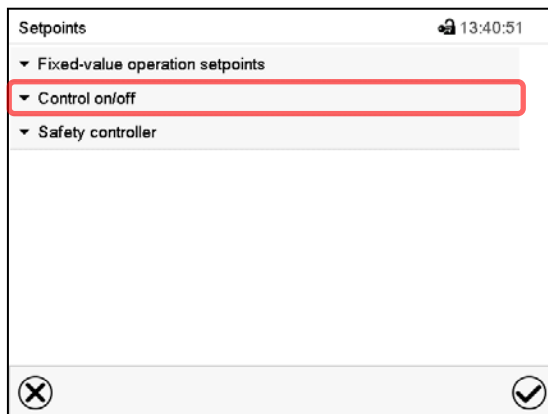 Setpoints 13:40:51
Fixed-value operation setpoints
Control on/off
Safety controller